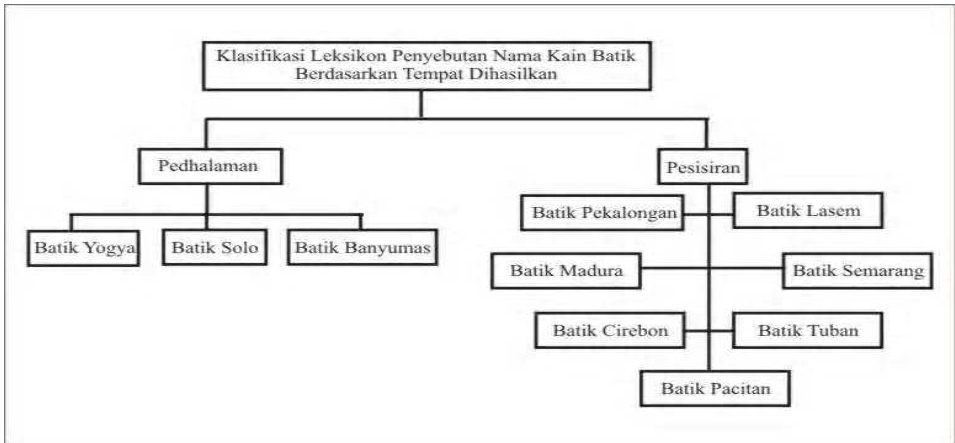 Klasifikasi Leksikon Penyebutan Nama Kain Batik
Berdasarkan Tempat Dihasilkan
Pedhalaman
Pesisiran
Batik Yogya
Batik Solo
Batik Banyumas
Batik Pekalongan
Batik Lasem
Batik Madura
Batik Semarang
Batik Cirebon
Batik Tuban
Batik Pacitan